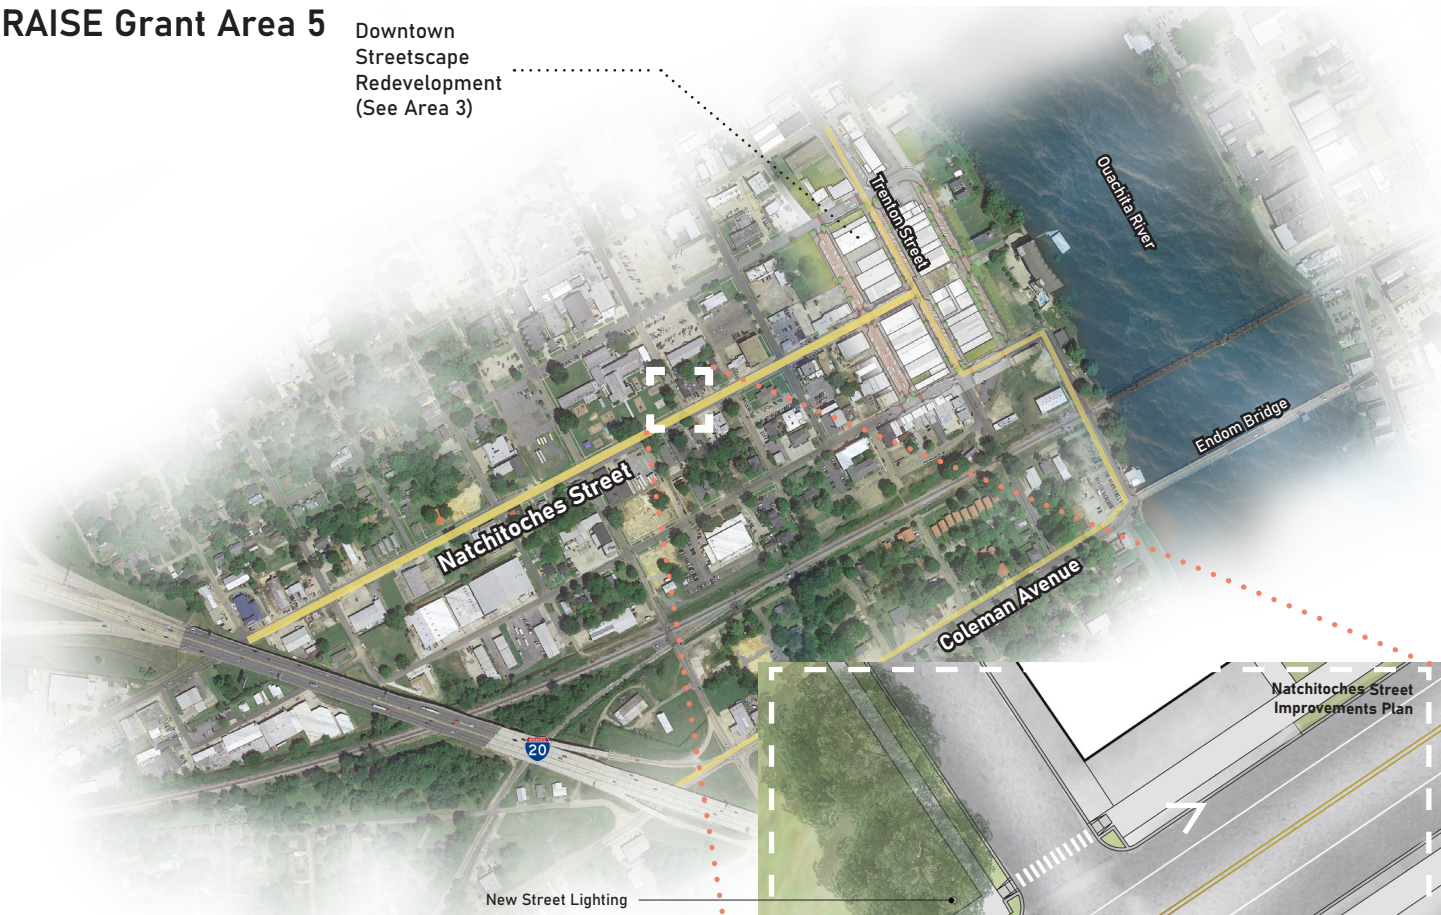 RAISE Grant Area 5
Downtown
Streetscape
Redevelopment
(See Area 3)
Trenton Street
Ouachita River
Endom Bridge
Natchitoches Street
Coleman Avenue
20
Natchitoches Street
Improvements Plan
New Street Lighting